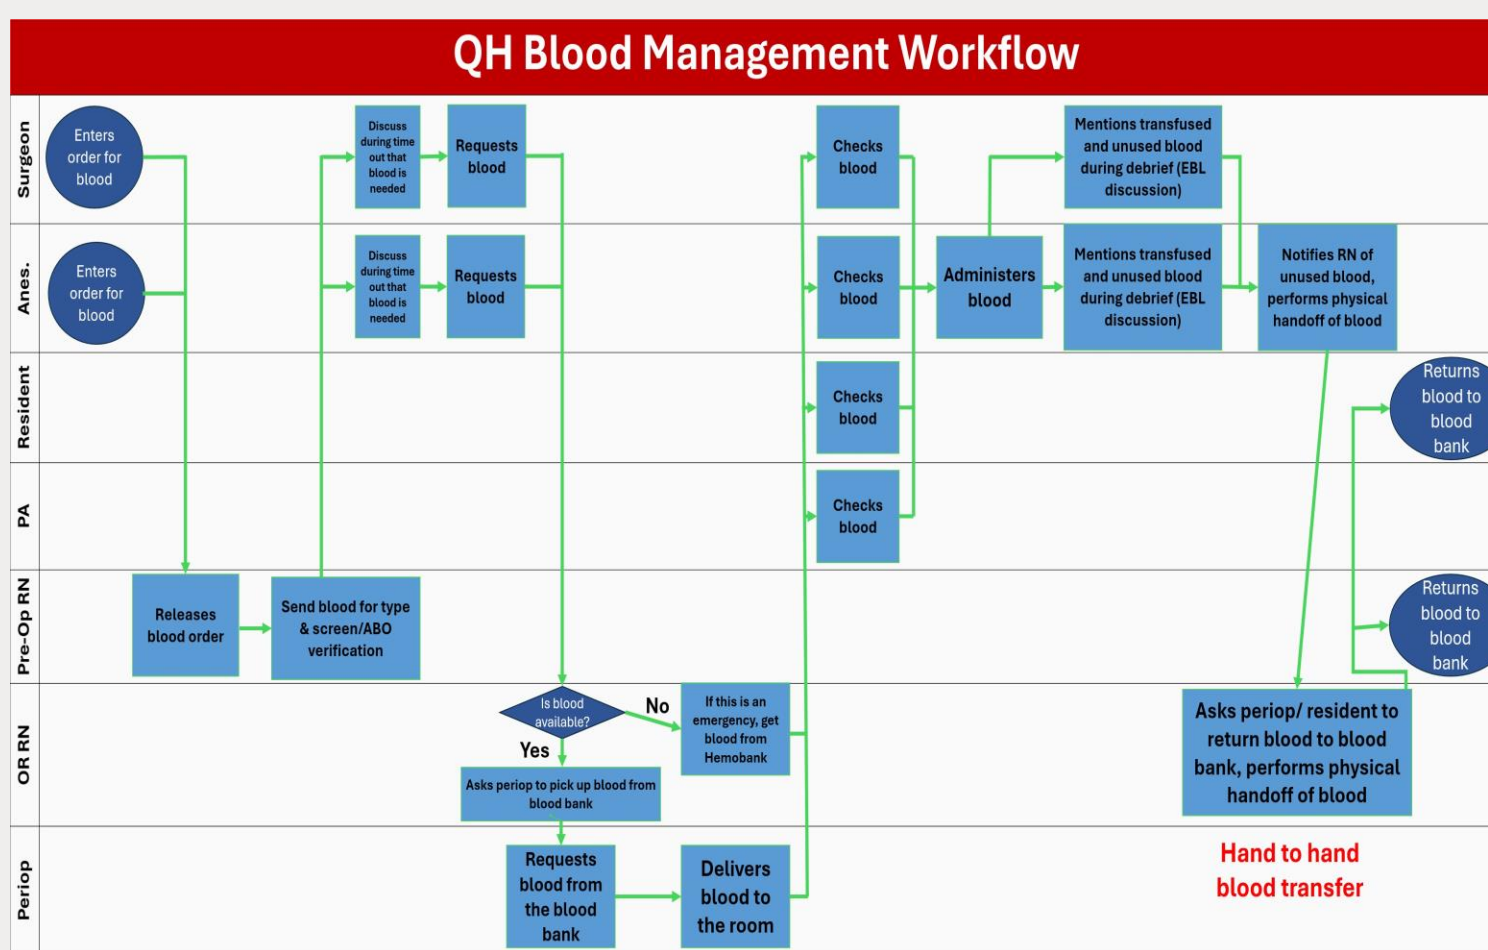 QH Blood Management Workflow
Surgeon
Enters
order for
blood
Discuss
during time
out that
blood is
needed
Requests
blood
Checks
blood
Mentions transfused
and unused blood
during debrief (EBL
discussion)
Anes.
Enters
order for
blood
Discuss
during time
out that
blood is
needed
Requests
blood
Checks
blood
Administers
blood
Mentions transfused
and unused blood
during debrief (EBL
discussion)
Notifies RN of
unused blood,
performs physical
handoff of blood
Resident
Checks
blood
Returns
blood to
blood
bank
PA
Checks
blood
Pre-Op RN
Releases
blood order
Send blood for type
& screen/ABO
verification
Returns
blood to
blood
bank
OR RN
Is blood
available?
No
Yes
If this is an
emergency, get
blood from
Hemobank
Asks periop to pick up blood from
blood bank
Asks periop/ resident to
return blood to blood
bank, performs physical
handoff of blood
Periop
Requests
blood from
the blood
bank
Delivers
blood to
the room
Hand to hand
blood transfer